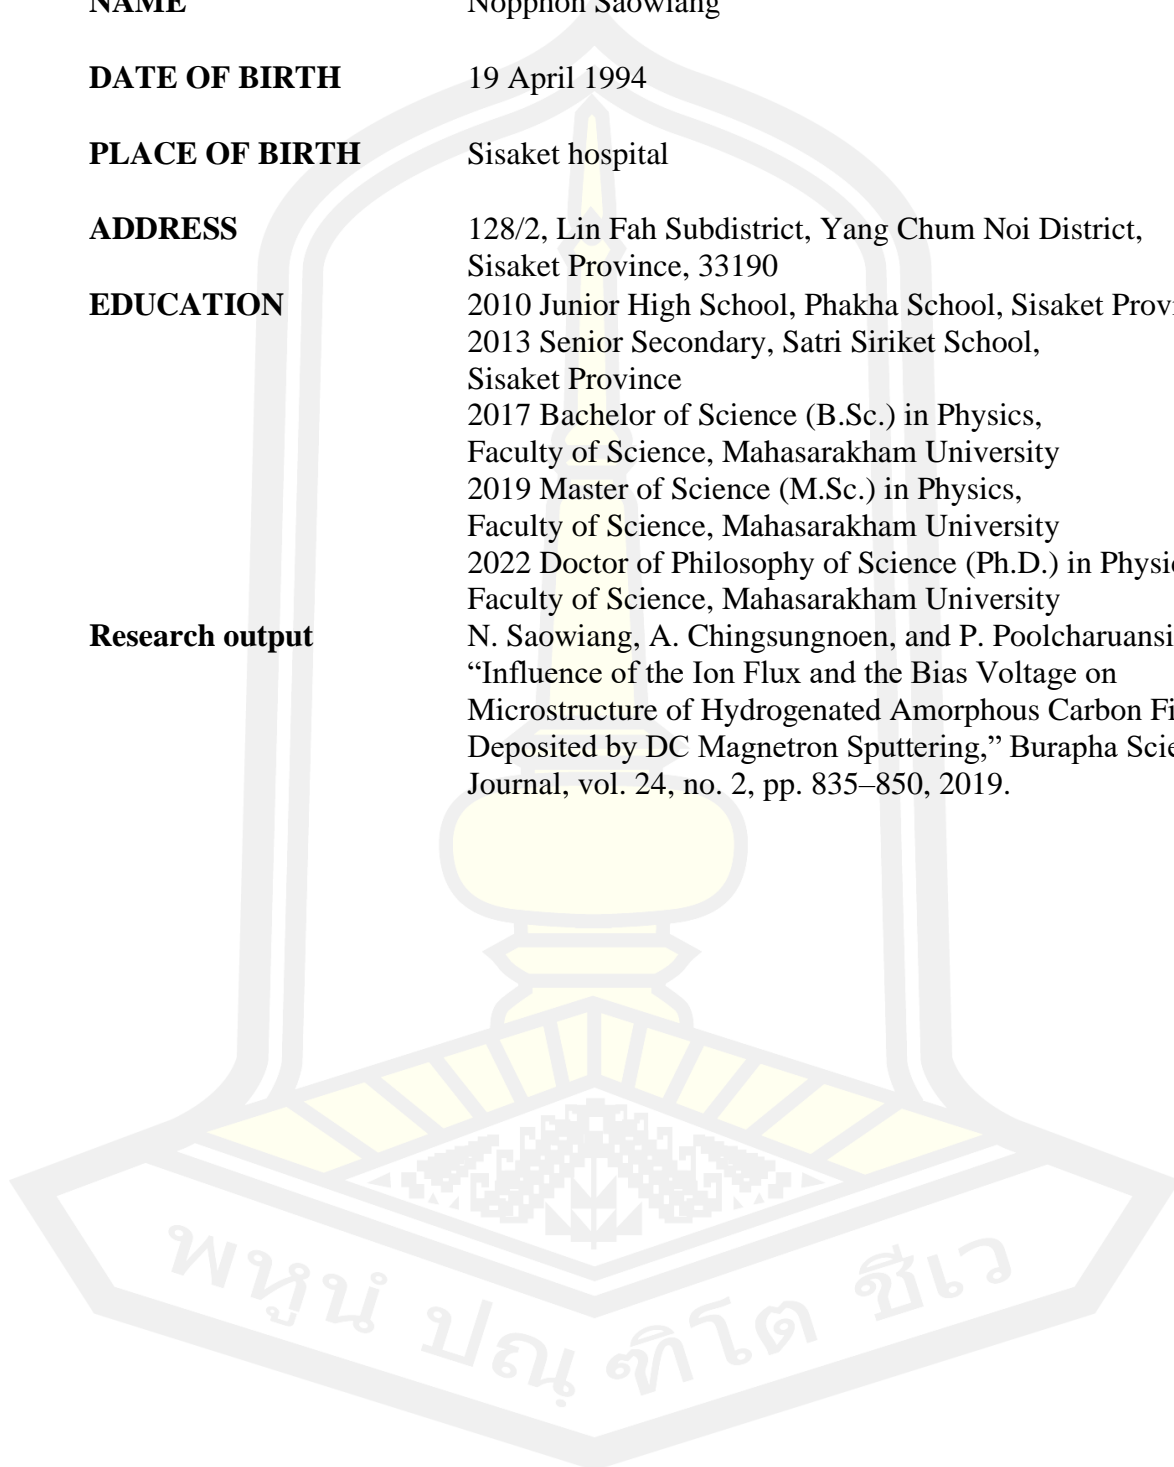 NAME Nopphon Saowiang
DATE OF BIRTH 19 April 1994
PLACE OF BIRTH Sisaket hospital
ADDRESS 128/2, Lin Fah Subdistrict, Yang Chum Noi District,
Sisaket Province, 33190
EDUCATION 2010 Junior High School, Phakha School, Sisaket Provi
2013 Senior Secondary, Satri Siriket School,
Sisaket Province
2017 Bachelor of Science (B.Sc.) in Physics,
Faculty of Science, Mahasarakham University
2019 Master of Science (M.Sc.) in Physics,
Faculty of Science, Mahasarakham University
2022 Doctor of Philosophy of Science (Ph.D.) in Physic
Faculty of Science, Mahasarakham University
Research output N. Saowiang, A. Chingsungnoen, and P. Poolcharuansi
“Influence of the Ion Flux and the Bias Voltage on
Microstructure of Hydrogenated Amorphous Carbon Fi
Deposited by DC Magnetron Sputtering,” Burapha Scie
Journal, vol. 24, no. 2, pp. 835–850, 2019.
พหูนํ ปณฺฑิโต ชีเว